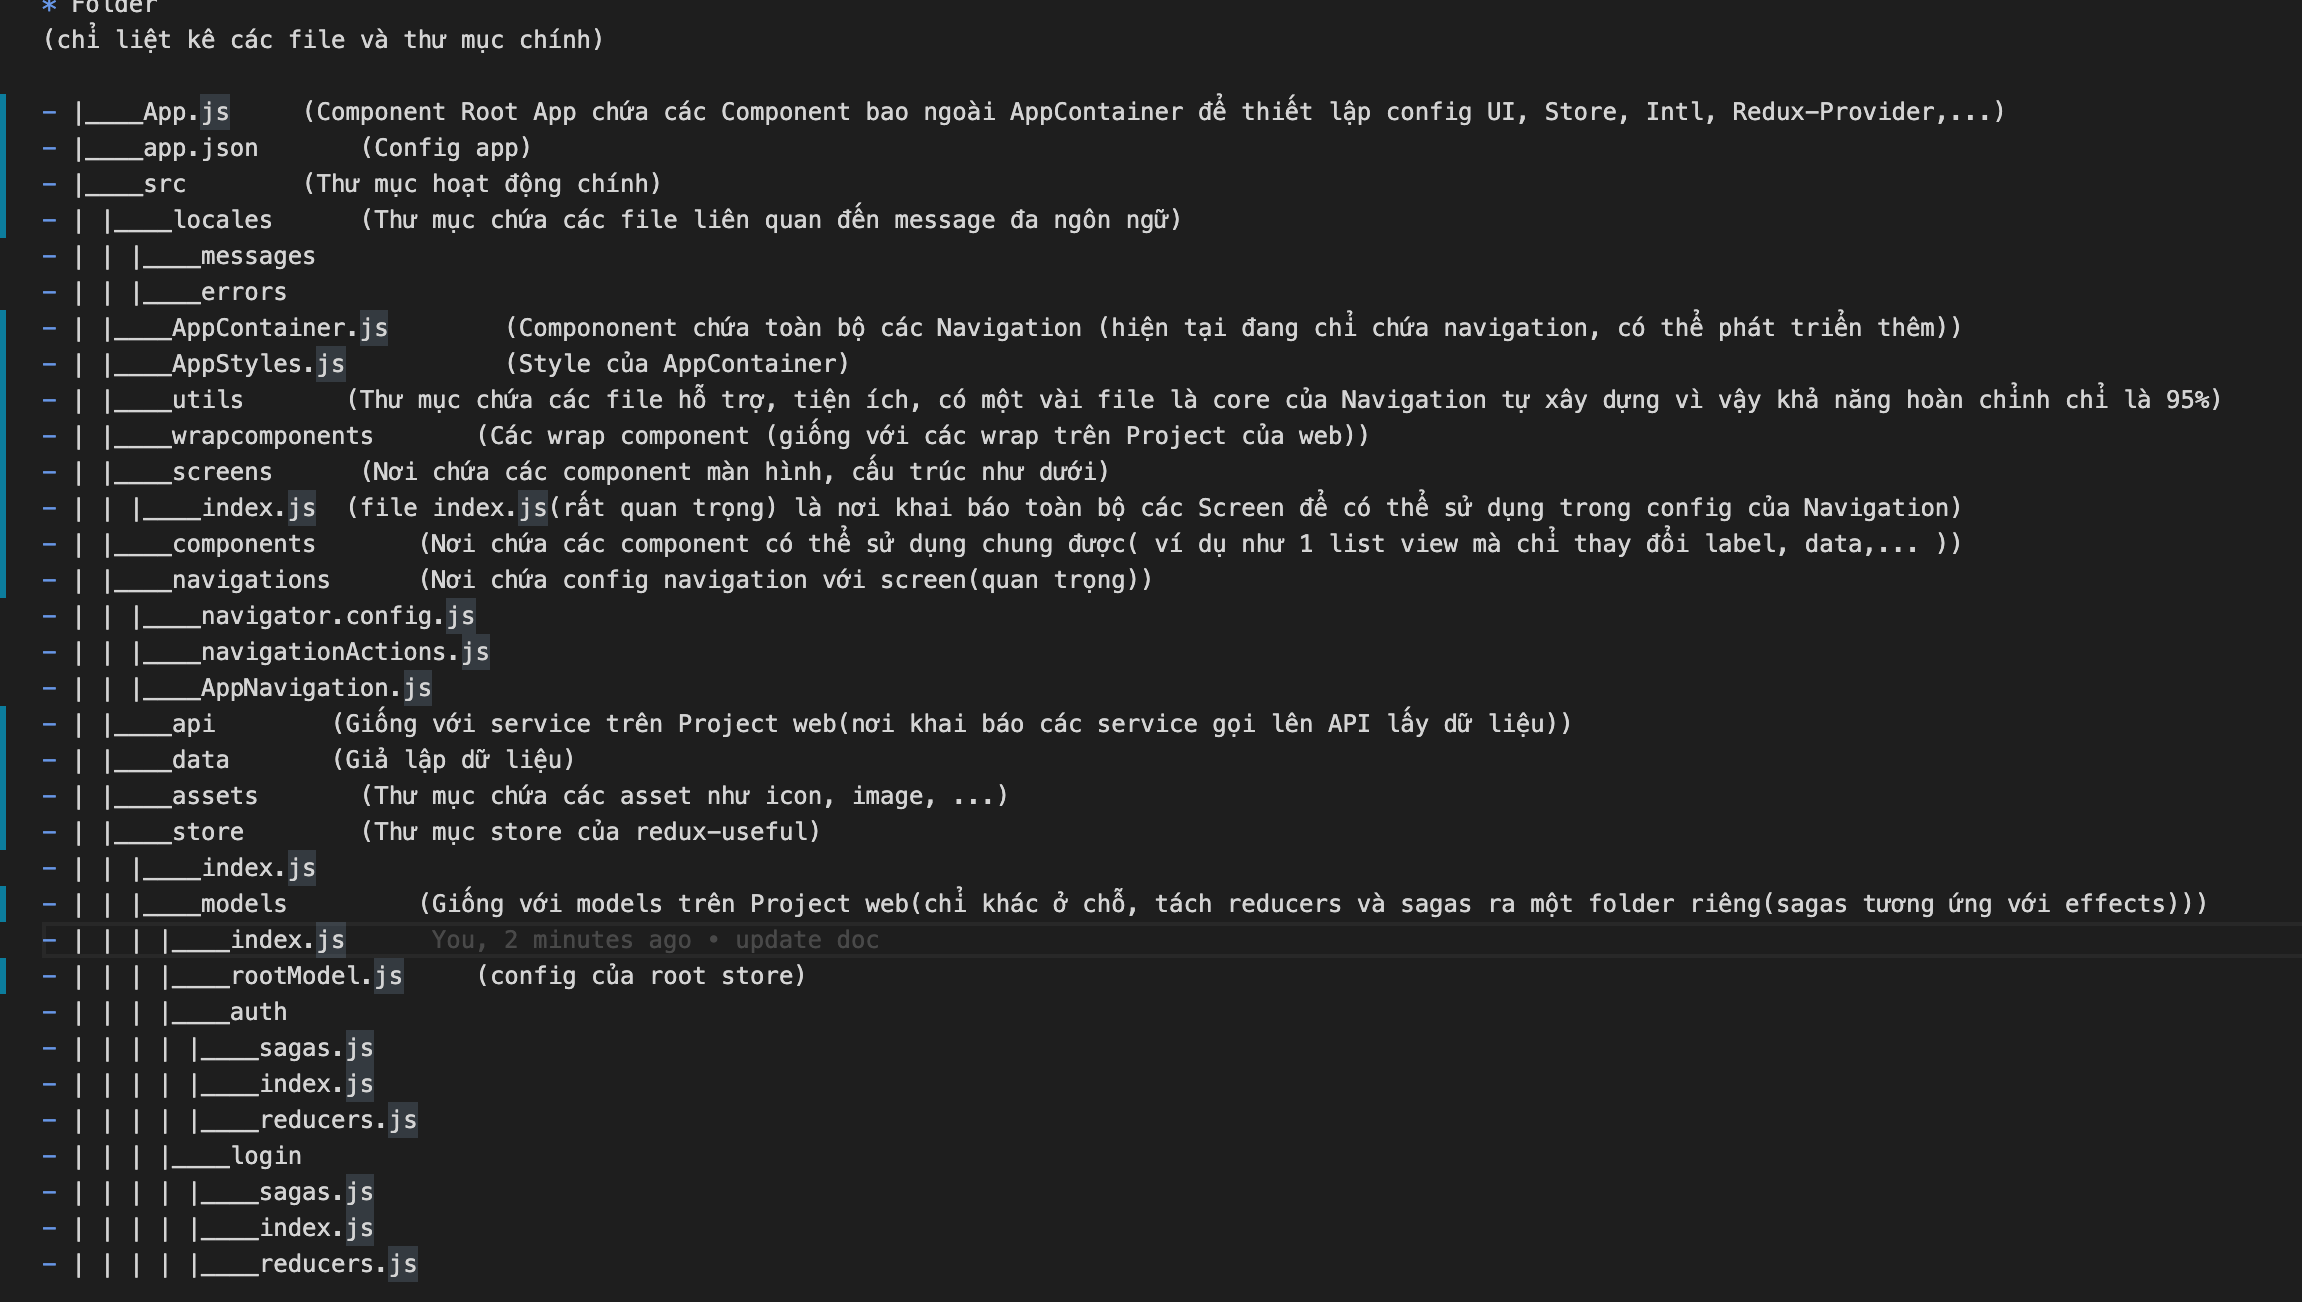 * Folder
(chỉ liệt kê các file và thư mục chính)
- |____App.js     (Component Root App chứa các Component bao ngoài AppContainer để thiết lập config UI, Store, Intl, Redux-Provider,...)
- |____app.json       (Config app)
- |____src        (Thư mục hoạt động chính)
- | |____locales      (Thư mục chứa các file liên quan đến message đa ngôn ngữ)
- | | |____messages
- | | |____errors
- | |____AppContainer.js        (Compononent chứa toàn bộ các Navigation (hiện tại đang chỉ chứa navigation, có thể phát triển thêm))
- | |____AppStyles.js           (Style của AppContainer)
- | |____utils       (Thư mục chứa các file hỗ trợ, tiện ích, có một vài file là core của Navigation tự xây dựng vì vậy khả năng hoàn chỉnh chỉ là 95%)
- | |____wrapcomponents       (Các wrap component (giống với các wrap trên Project của web))
- | |____screens      (Nơi chứa các component màn hình, cấu trúc như dưới)
- | | |____index.js  (file index.js(rất quan trọng) là nơi khai báo toàn bộ các Screen để có thể sử dụng trong config của Navigation)
- | |____components       (Nơi chứa các component có thể sử dụng chung được( ví dụ như 1 list view mà chỉ thay đổi label, data,... ))
- | |____navigations      (Nơi chứa config navigation với screen(quan trọng))
- | | |____navigator.config.js
- | | |____navigationActions.js
- | | |____AppNavigation.js
- | |____api        (Giống với service trên Project web(nơi khai báo các service gọi lên API lấy dữ liệu))
- | |____data       (Giả lập dữ liệu)
- | |____assets       (Thư mục chứa các asset như icon, image, ...)
- | |____store        (Thư mục store của redux-useful)
- | | |____index.js
- | | |____models         (Giống với models trên Project web(chỉ khác ở chỗ, tách reducers và sagas ra một folder riêng(sagas tương ứng với effects)))
- | | | |____index.js      You, 2 minutes ago • update doc
- | | | |____rootModel.js     (config của root store)
- | | | |____auth
- | | | | |____sagas.js
- | | | | |____index.js
- | | | | |____reducers.js
- | | | |____login
- | | | | |____sagas.js
- | | | | |____index.js
- | | | | |____reducers.js